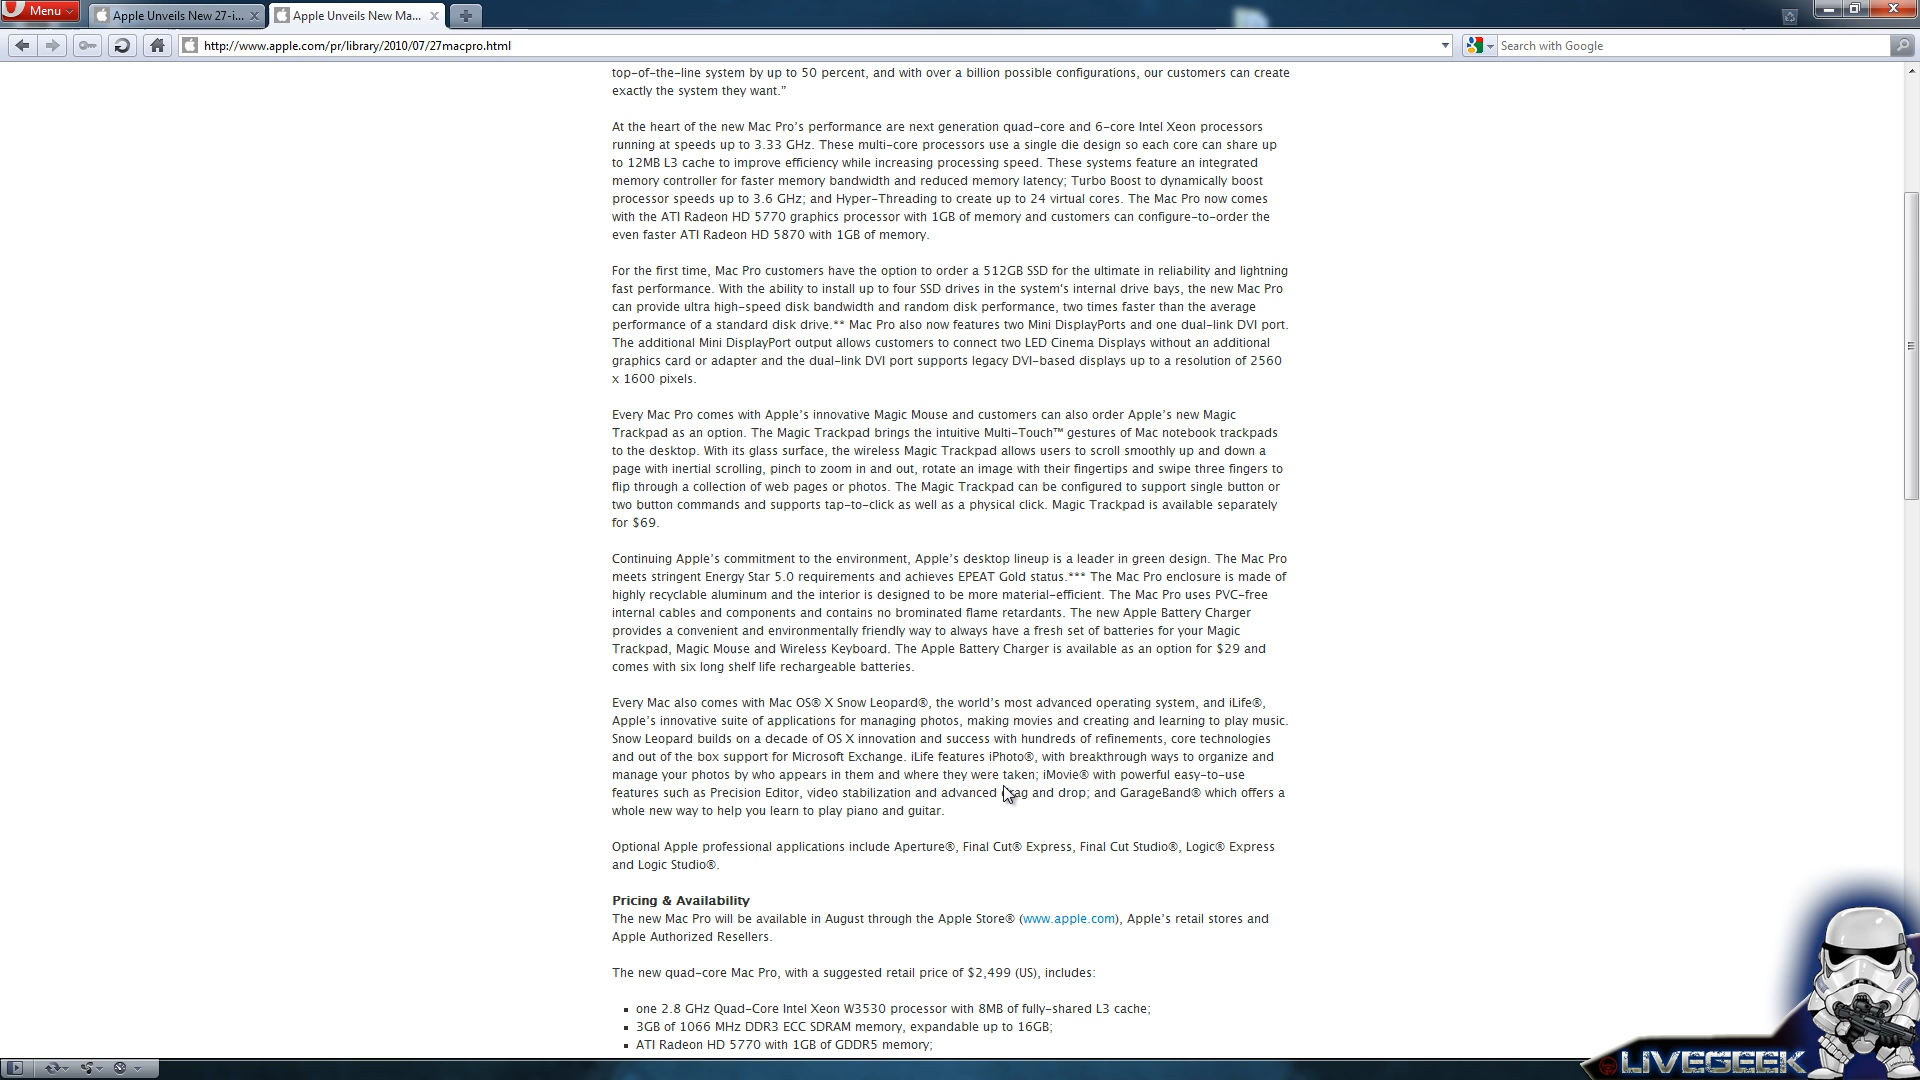 Menu
Apple Unveils New 27-i...
Apple Unveils New Ma...
http://www.apple.com/pr/library/2010/07/27macpro.html
Search with Google
top-of-the-line system by up to 50 percent, and with over a billion possible configurations, our customers can create
exactly the system they want.”
At the heart of the new Mac Pro’s performance are next generation quad-core and 6-core Intel Xeon processors
running at speeds up to 3.33 GHz. These multi-core processors use a single die design so each core can share up
to 12MB L3 cache to improve efficiency while increasing processing speed. These systems feature an integrated
memory controller for faster memory bandwidth and reduced memory latency; Turbo Boost to dynamically boost
processor speeds up to 3.6 GHz; and Hyper-Threading to create up to 24 virtual cores. The Mac Pro now comes
with the ATI Radeon HD 5770 graphics processor with 1GB of memory and customers can configure-to-order the
even faster ATI Radeon HD 5870 with 1GB of memory.
For the first time, Mac Pro customers have the option to order a 512GB SSD for the ultimate in reliability and lightning
fast performance. With the ability to install up to four SSD drives in the system's internal drive bays, the new Mac Pro
can provide ultra high-speed disk bandwidth and random disk performance, two times faster than the average
performance of a standard disk drive.** Mac Pro also now features two Mini DisplayPorts and one dual-link DVI port.
The additional Mini DisplayPort output allows customers to connect two LED Cinema Displays without an additional
graphics card or adapter and the dual-link DVI port supports legacy DVI-based displays up to a resolution of 2560
x 1600 pixels.
Every Mac Pro comes with Apple’s innovative Magic Mouse and customers can also order Apple’s new Magic
Trackpad as an option. The Magic Trackpad brings the intuitive Multi-Touch™ gestures of Mac notebook trackpads
to the desktop. With its glass surface, the wireless Magic Trackpad allows users to scroll smoothly up and down a
page with inertial scrolling, pinch to zoom in and out, rotate an image with their fingertips and swipe three fingers to
flip through a collection of web pages or photos. The Magic Trackpad can be configured to support single button or
two button commands and supports tap-to-click as well as a physical click. Magic Trackpad is available separately
for $69.
Continuing Apple’s commitment to the environment, Apple’s desktop lineup is a leader in green design. The Mac Pro
meets stringent Energy Star 5.0 requirements and achieves EPEAT Gold status.*** The Mac Pro enclosure is made of
highly recyclable aluminum and the interior is designed to be more material-efficient. The Mac Pro uses PVC-free
internal cables and components and contains no brominated flame retardants. The new Apple Battery Charger
provides a convenient and environmentally friendly way to always have a fresh set of batteries for your Magic
Trackpad, Magic Mouse and Wireless Keyboard. The Apple Battery Charger is available as an option for $29 and
comes with six long shelf life rechargeable batteries.
Every Mac also comes with Mac OS® X Snow Leopard®, the world’s most advanced operating system, and iLife®,
Apple’s innovative suite of applications for managing photos, making movies and creating and learning to play music.
Snow Leopard builds on a decade of OS X innovation and success with hundreds of refinements, core technologies
and out of the box support for Microsoft Exchange. iLife features iPhoto®, with breakthrough ways to organize and
manage your photos by who appears in them and where they were taken; iMovie® with powerful easy-to-use
features such as Precision Editor, video stabilization and advanced drag and drop; and GarageBand® which offers a
whole new way to help you learn to play piano and guitar.
Optional Apple professional applications include Aperture®, Final Cut® Express, Final Cut Studio®, Logic® Express
and Logic Studio®.
Pricing & Availability
The new Mac Pro will be available in August through the Apple Store® (www.apple.com), Apple’s retail stores and
Apple Authorized Resellers.
The new quad-core Mac Pro, with a suggested retail price of $2,499 (US), includes:
one 2.8 GHz Quad-Core Intel Xeon W3530 processor with 8MB of fully-shared L3 cache;
3GB of 1066 MHz DDR3 ECC SDRAM memory, expandable up to 16GB;
ATI Radeon HD 5770 with 1GB of GDDR5 memory;
LIVEGEEK